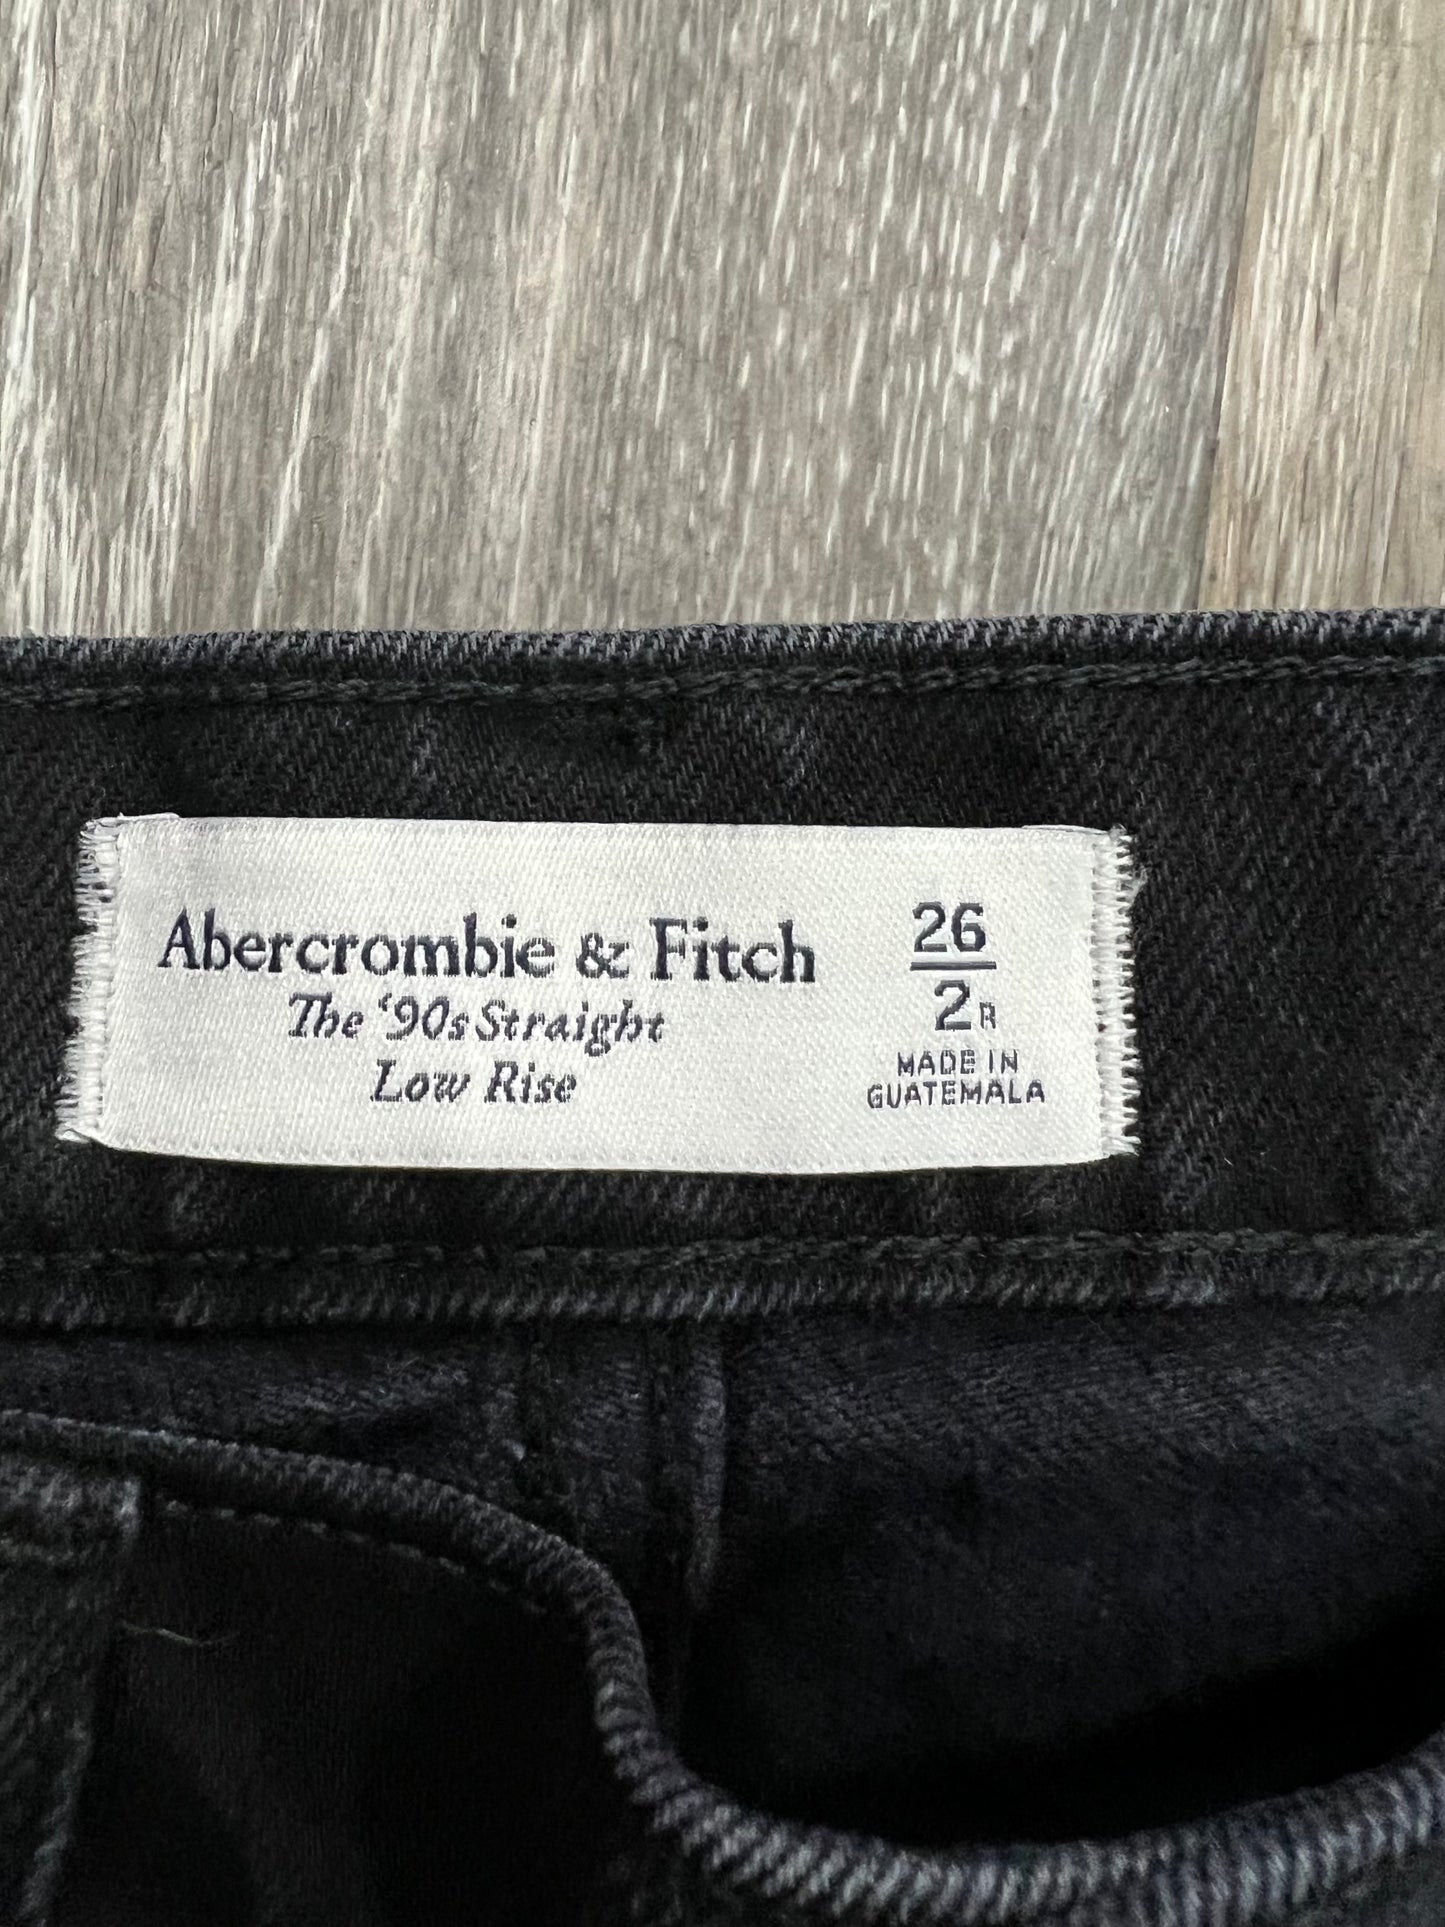 Abercrombie & Fitch
The ‘90s Straight
Low Rise
26
2R
MADE IN
GUATEMALA